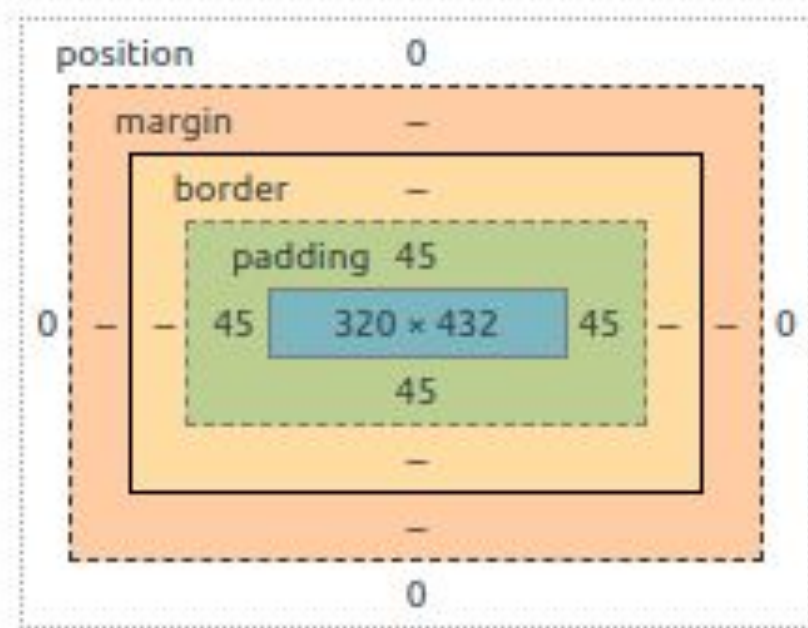 position 0
margin –
border –
padding 45
0 – – 45 320 × 432 45 – – 0
45
–
–
0